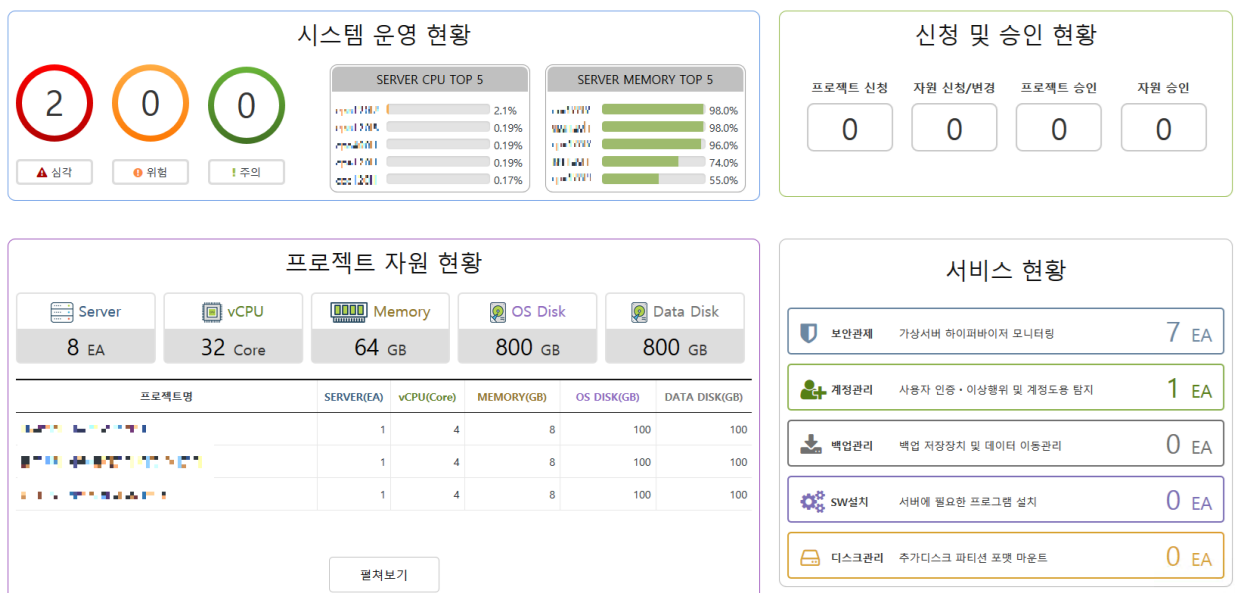 시스템 운영 현황
2
0
0
심각
위험
주의
SERVER CPU TOP 5
2.1%
0.19%
0.19%
0.19%
0.17%
SERVER MEMORY TOP 5
98.0%
98.0%
96.0%
74.0%
55.0%
신청 및 승인 현황
프로젝트 신청 자원 신청/변경 프로젝트 승인 자원 승인
0 0 0 0
프로젝트 자원 현황
Server vCPU Memory OS Disk Data Disk
8 EA 32 Core 64 GB 800 GB 800 GB
프로젝트명 SERVER(EA) vCPU(Core) MEMORY(GB) OS DISK(GB) DATA DISK(GB)
1 4 8 100 100
1 4 8 100 100
1 4 8 100 100
펼쳐보기
서비스 현황
보안관제 가상서버 하이퍼바이저 모니터링 7 EA
계정관리 사용자 인증・이상행위 및 계정도용 탐지 1 EA
백업관리 백업 저장장치 및 데이터 이동관리 0 EA
SW설치 서버에 필요한 프로그램 설치 0 EA
디스크관리 추가디스크 파티션 포맷 마운트 0 EA